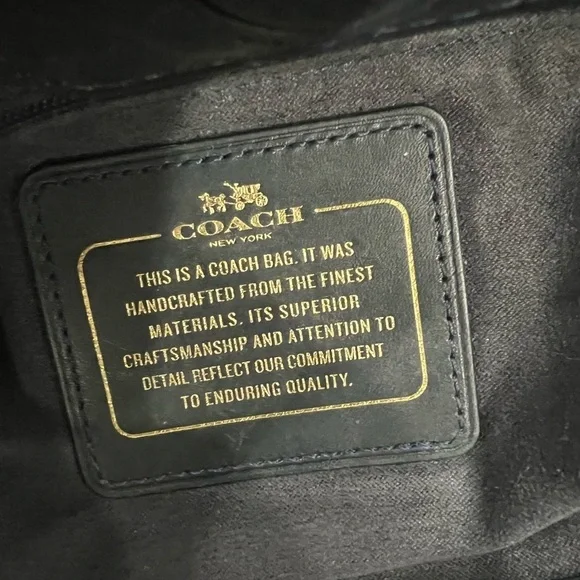 COACH
NEW YORK
THIS IS A COACH BAG. IT WAS
HANDCRAFTED FROM THE FINEST
MATERIALS. ITS SUPERIOR
CRAFTSMANSHIP AND ATTENTION TO
DETAIL REFLECT OUR COMMITMENT
TO ENDURING QUALITY.